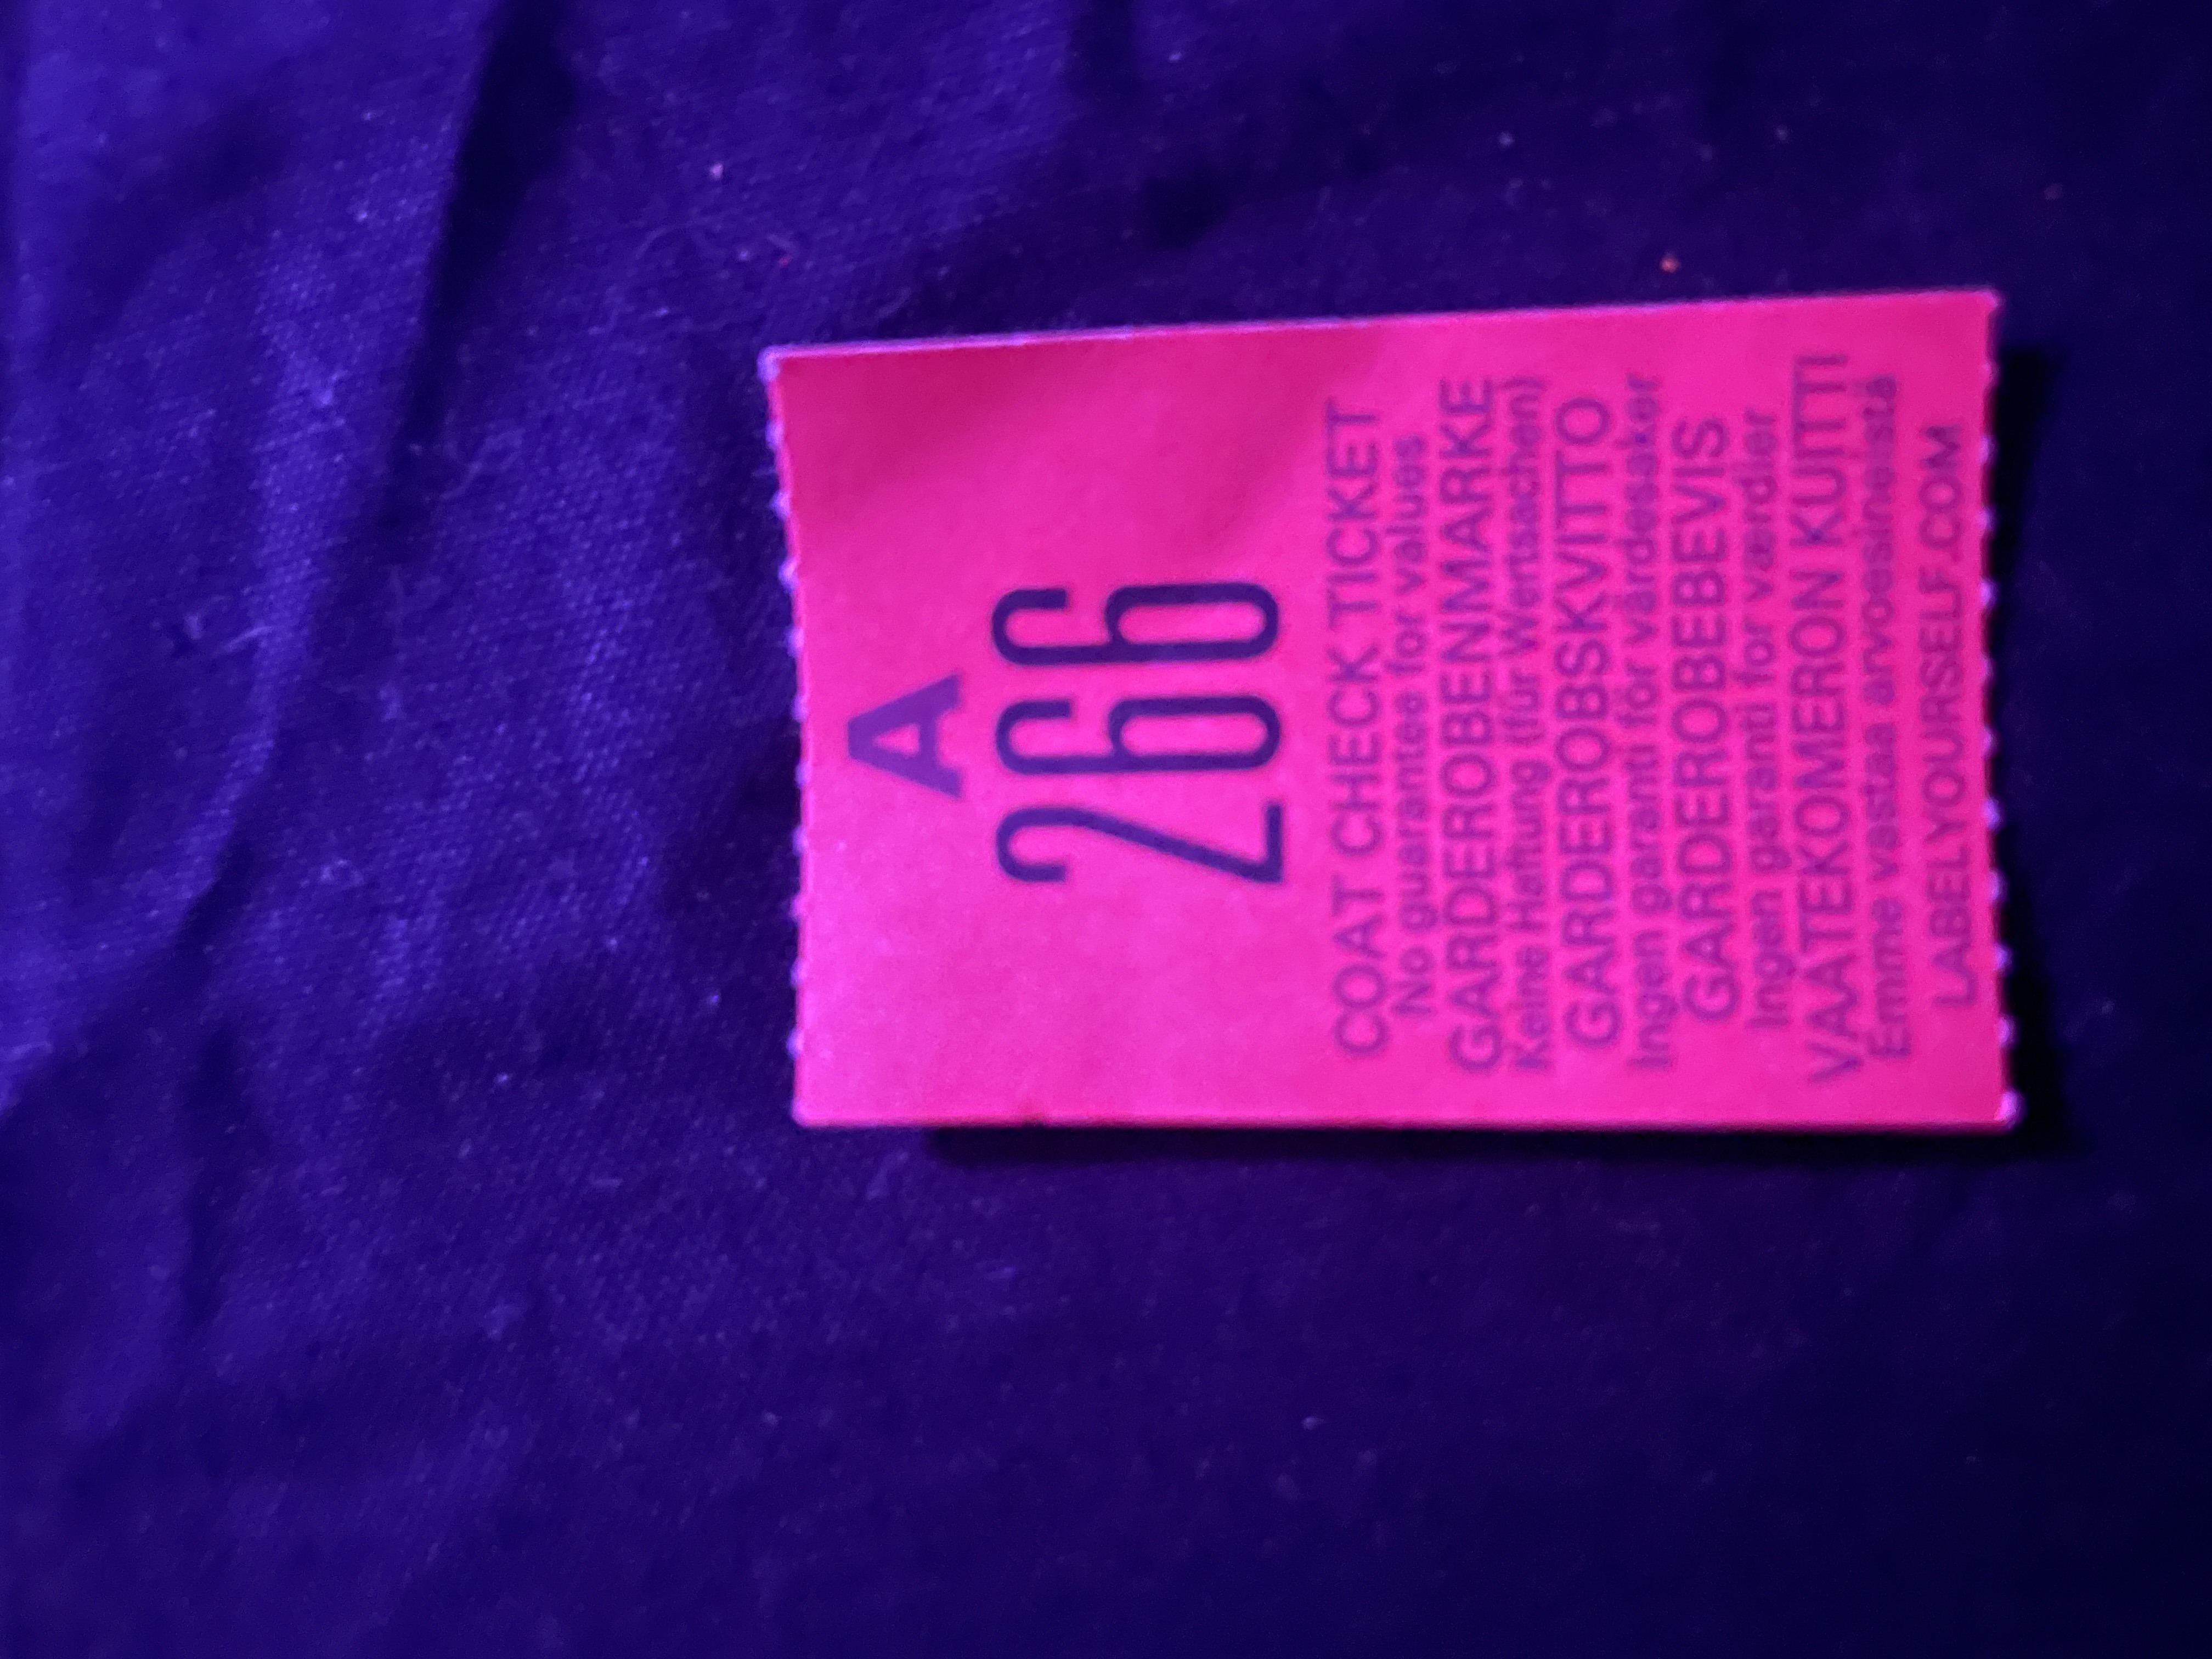 A
266
COAT CHECK TICKET
No guarantee for values
GARDEROBENMARKE
Keine Haftung (für Wertsachen)
GARDEROBSKVITTO
Ingen garanti för värdesaker
GARDEROBEBEVIS
Ingen garanti for værdier
VAATEKOMERON KUITTI
Emme vastaa arvoesineistä
LABELYOURSELF.COM